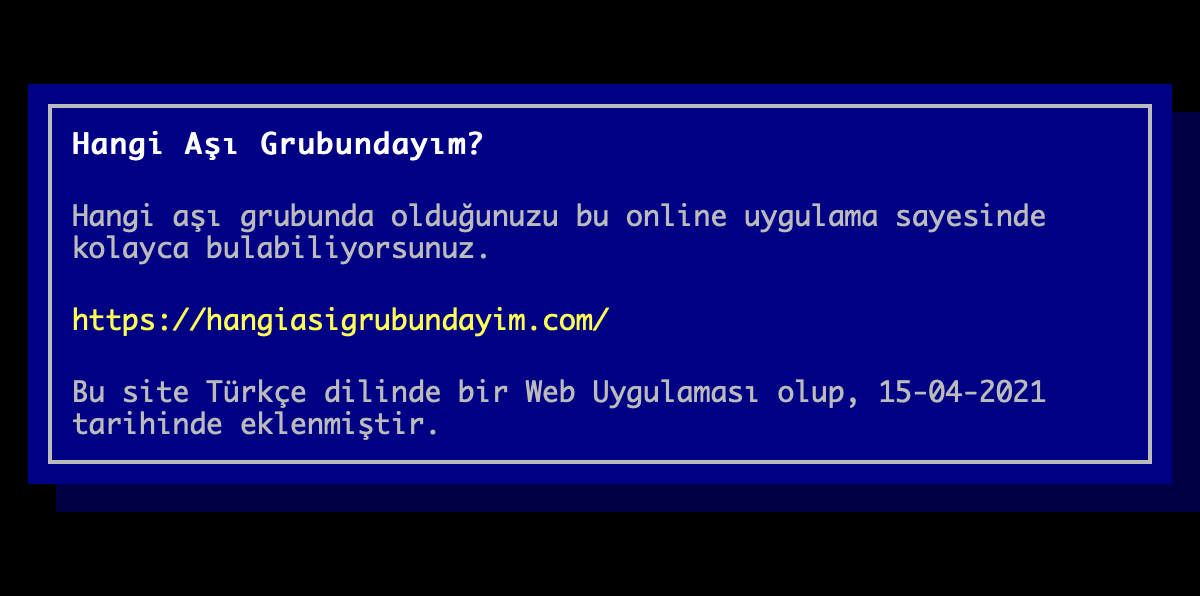 Hangi Aşı Grubundayım?
Hangi aşı grubunda olduğunuzu bu online uygulama sayesinde
kolayca bulabiliyorsunuz.
https://hangiasigrubundayim.com/
Bu site Türkçe dilinde bir Web Uygulaması olup, 15-04-2021
tarihinde eklenmiştir.